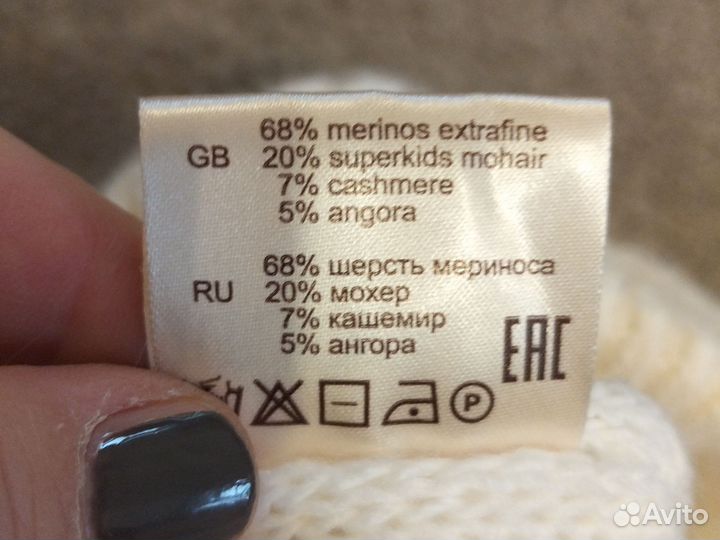 68% merinos extrafine
GB 20% superkids mohair
7% cashmere
5% angora
68% шерсть мериноса
RU 20% мохер
7% кашемир
5% ангора
EAC
P
Avito